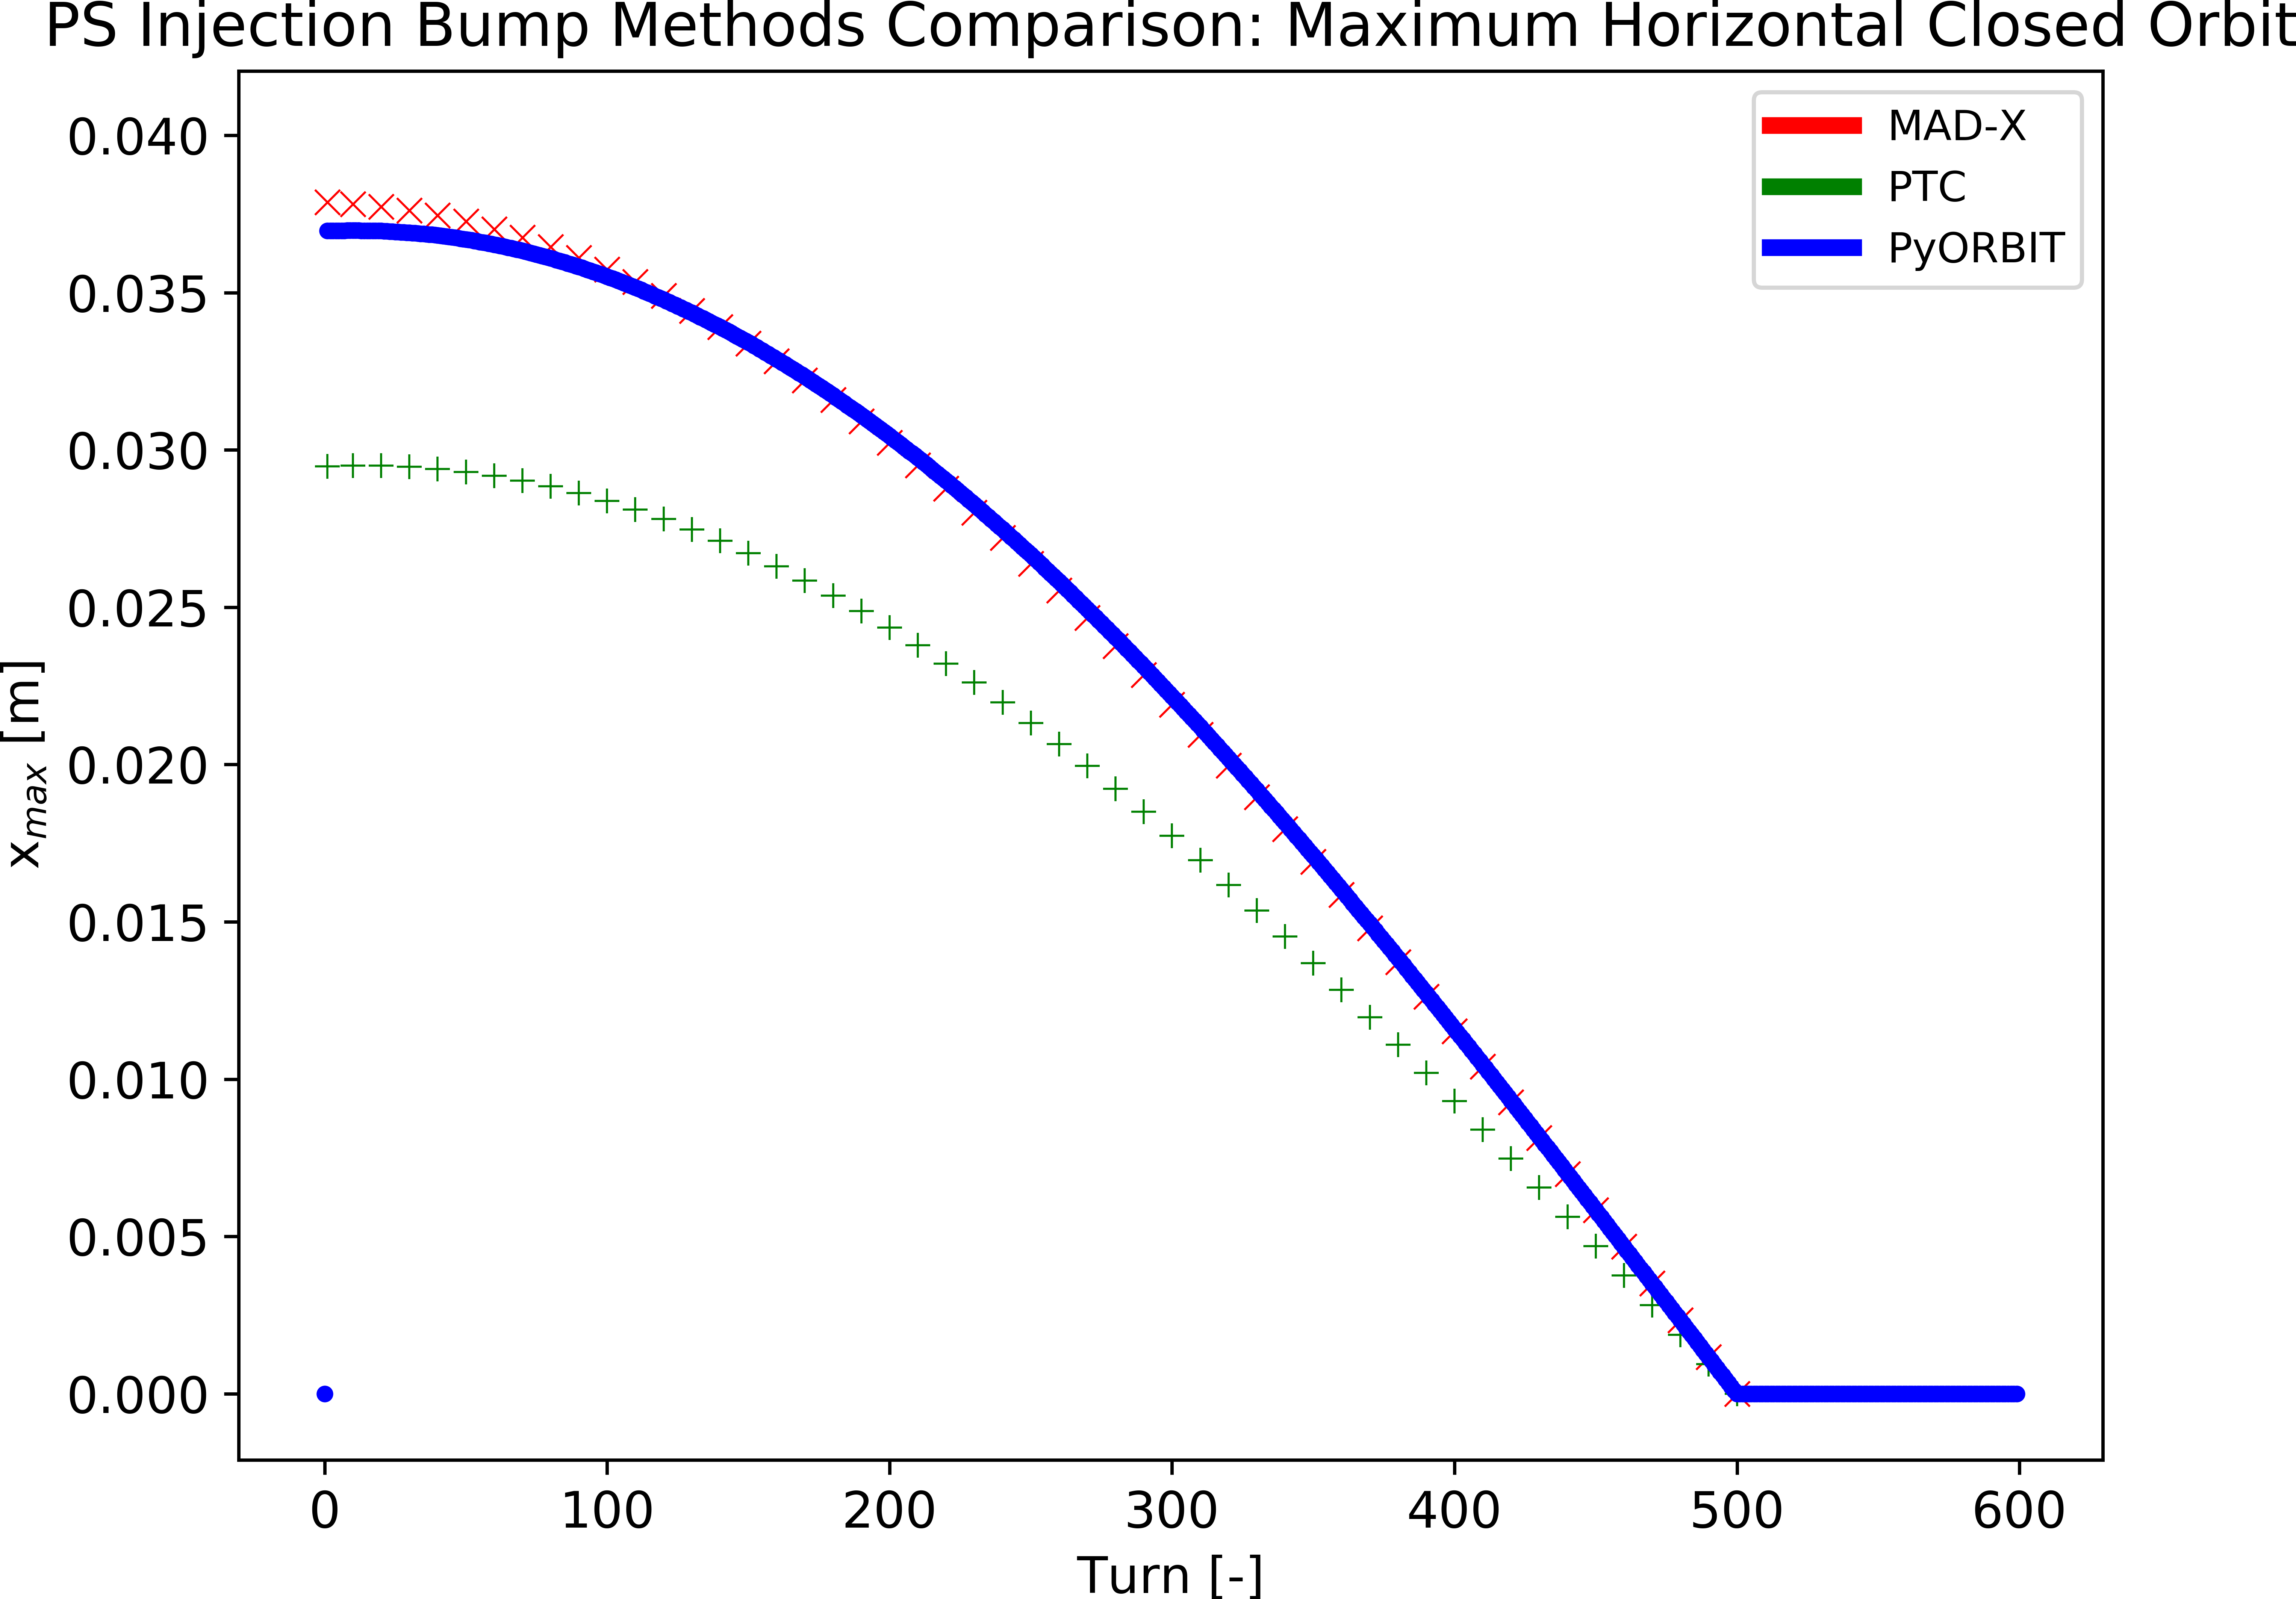 PS Injection Bump Methods Comparison: Maximum Horizontal Closed Orbit
MAD-X
PTC
PyORBIT
0.040
0.035
0.030
0.025
0.020
0.015
0.010
0.005
0.000
xmax [m]
0 100 200 300 400 500 600
Turn [-]